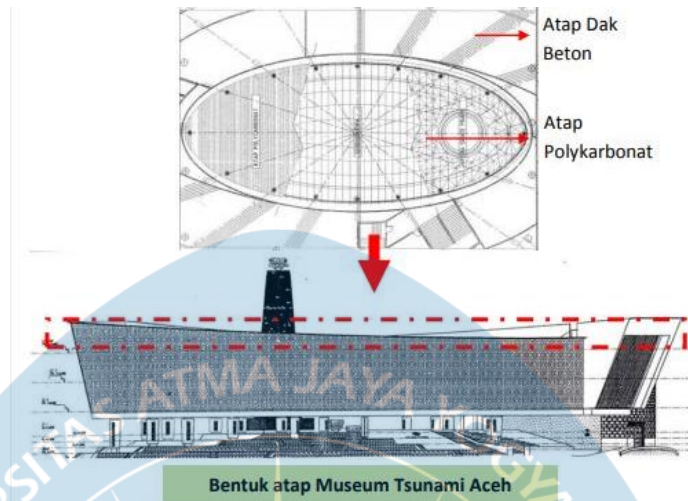 Atap Dak
Beton
Atap
Polykarbonat
ATMA JAYA
Bentuk atap Museum Tsunami Aceh